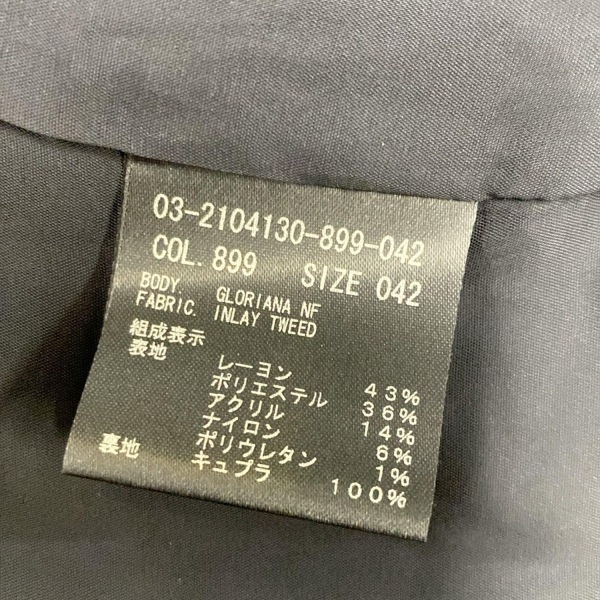 03-2104130-899-042
COL. 899 SIZE 042
BODY. GLORIANA NF
FABRIC. INLAY TWEED
組成表示
表地 レーヨン 43%
ポリエステル 36%
アクリル 14%
ナイロン 6%
ポリウレタン 1%
裏地 キュプラ 100%